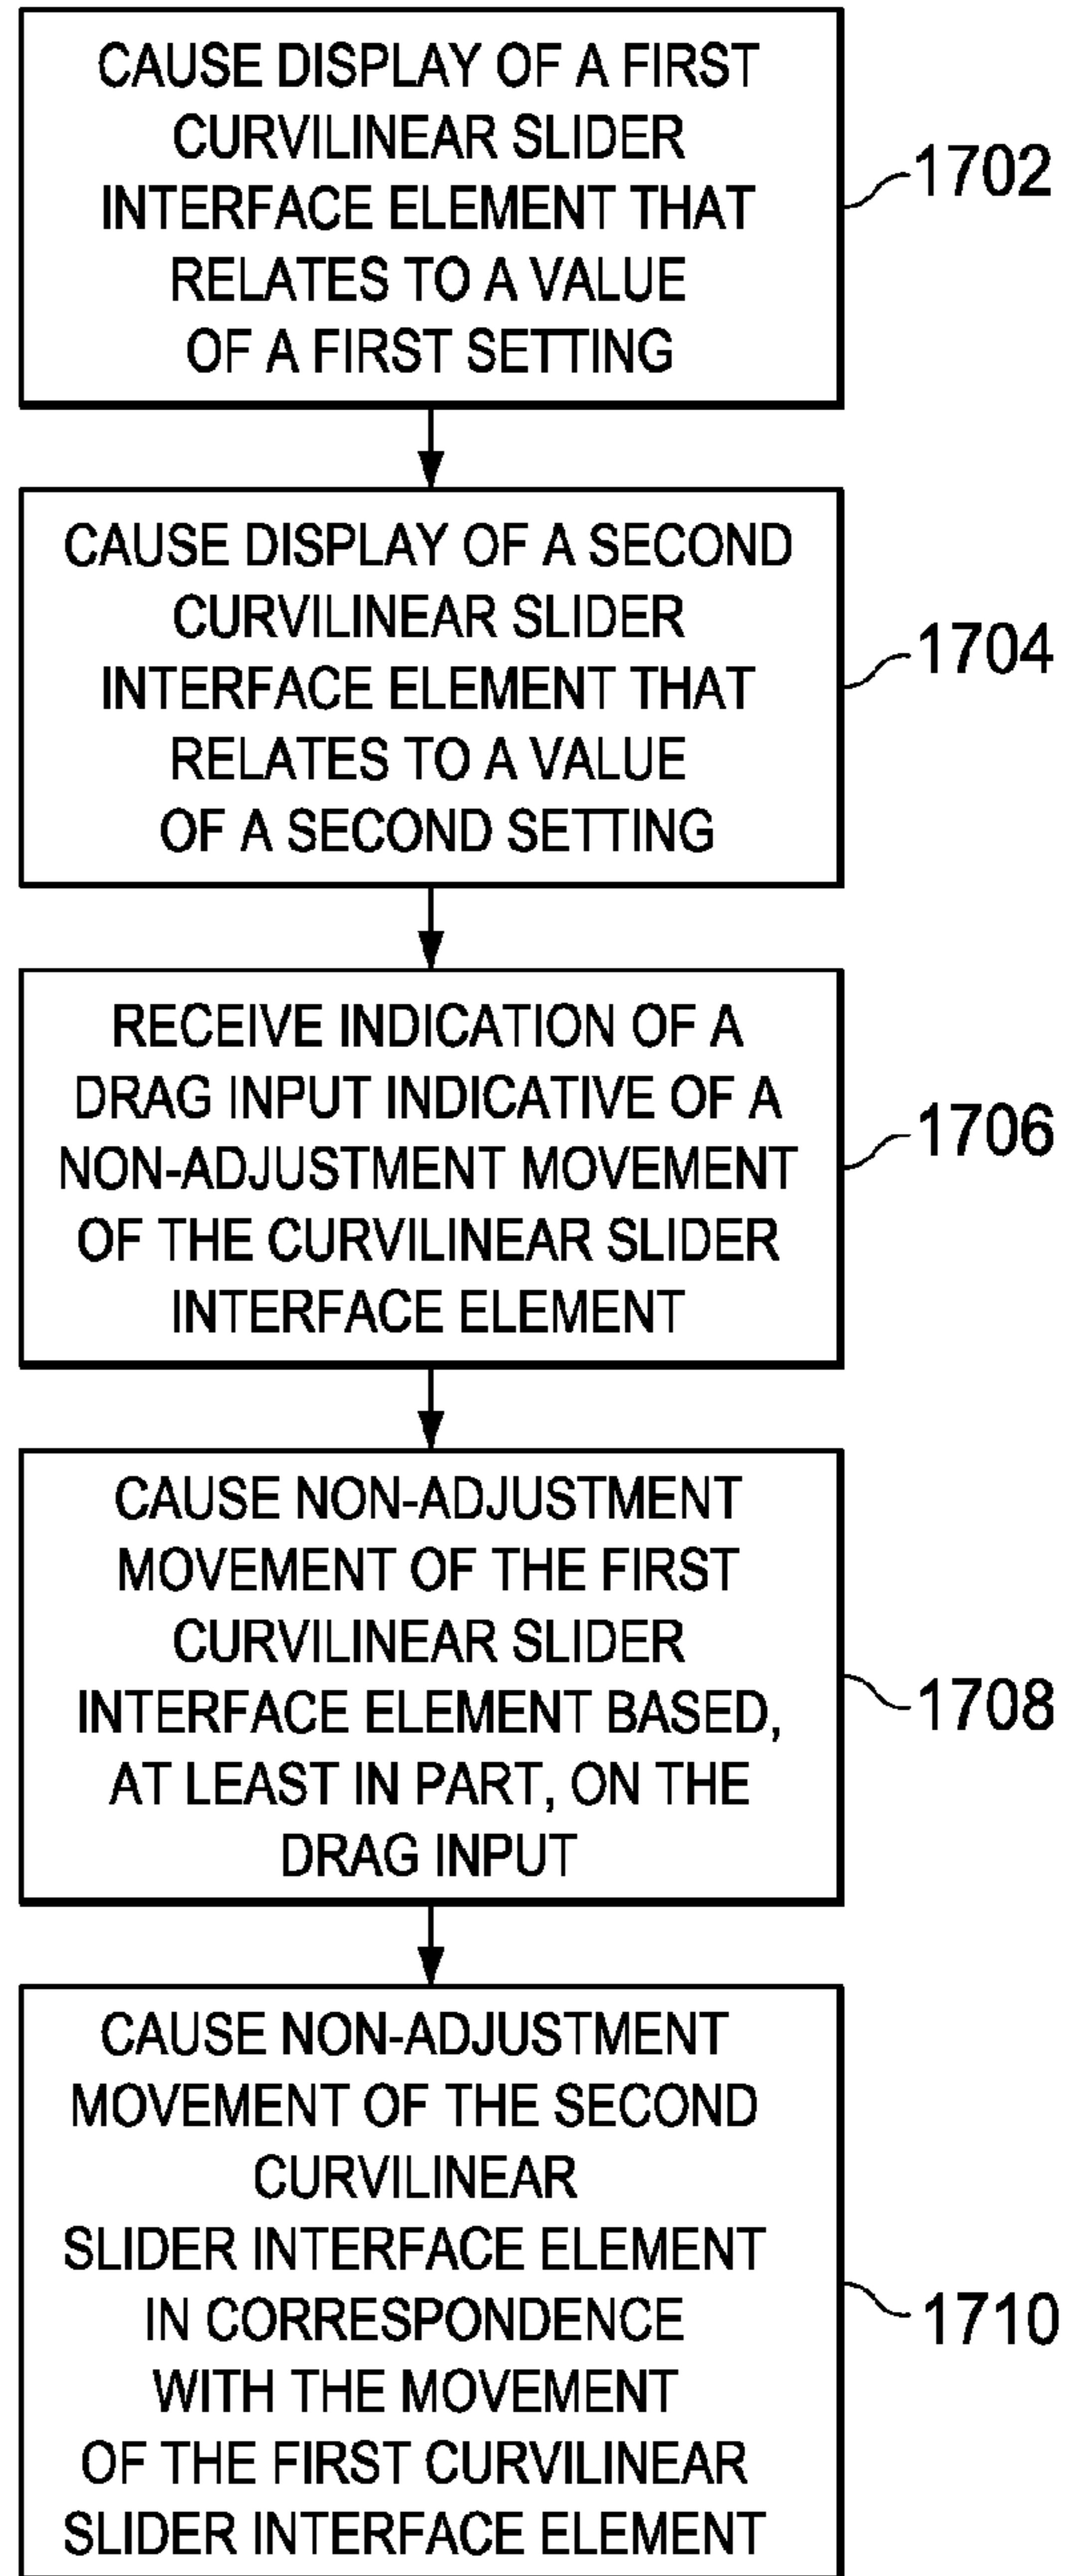 CAUSE DISPLAY OF A FIRST
CURVILINEAR SLIDER
INTERFACE ELEMENT THAT
RELATES TO A VALUE
OF A FIRST SETTING
1702
CAUSE DISPLAY OF A SECOND
CURVILINEAR SLIDER
INTERFACE ELEMENT THAT
RELATES TO A VALUE
OF A SECOND SETTING
1704
RECEIVE INDICATION OF A
DRAG INPUT INDICATIVE OF A
NON-ADJUSTMENT MOVEMENT
OF THE CURVILINEAR SLIDER
INTERFACE ELEMENT
1706
CAUSE NON-ADJUSTMENT
MOVEMENT OF THE FIRST
CURVILINEAR SLIDER
INTERFACE ELEMENT BASED,
AT LEAST IN PART, ON THE
DRAG INPUT
1708
CAUSE NON-ADJUSTMENT
MOVEMENT OF THE SECOND
CURVILINEAR
SLIDER INTERFACE ELEMENT
IN CORRESPONDENCE
WITH THE MOVEMENT
OF THE FIRST CURVILINEAR
SLIDER INTERFACE ELEMENT
1710